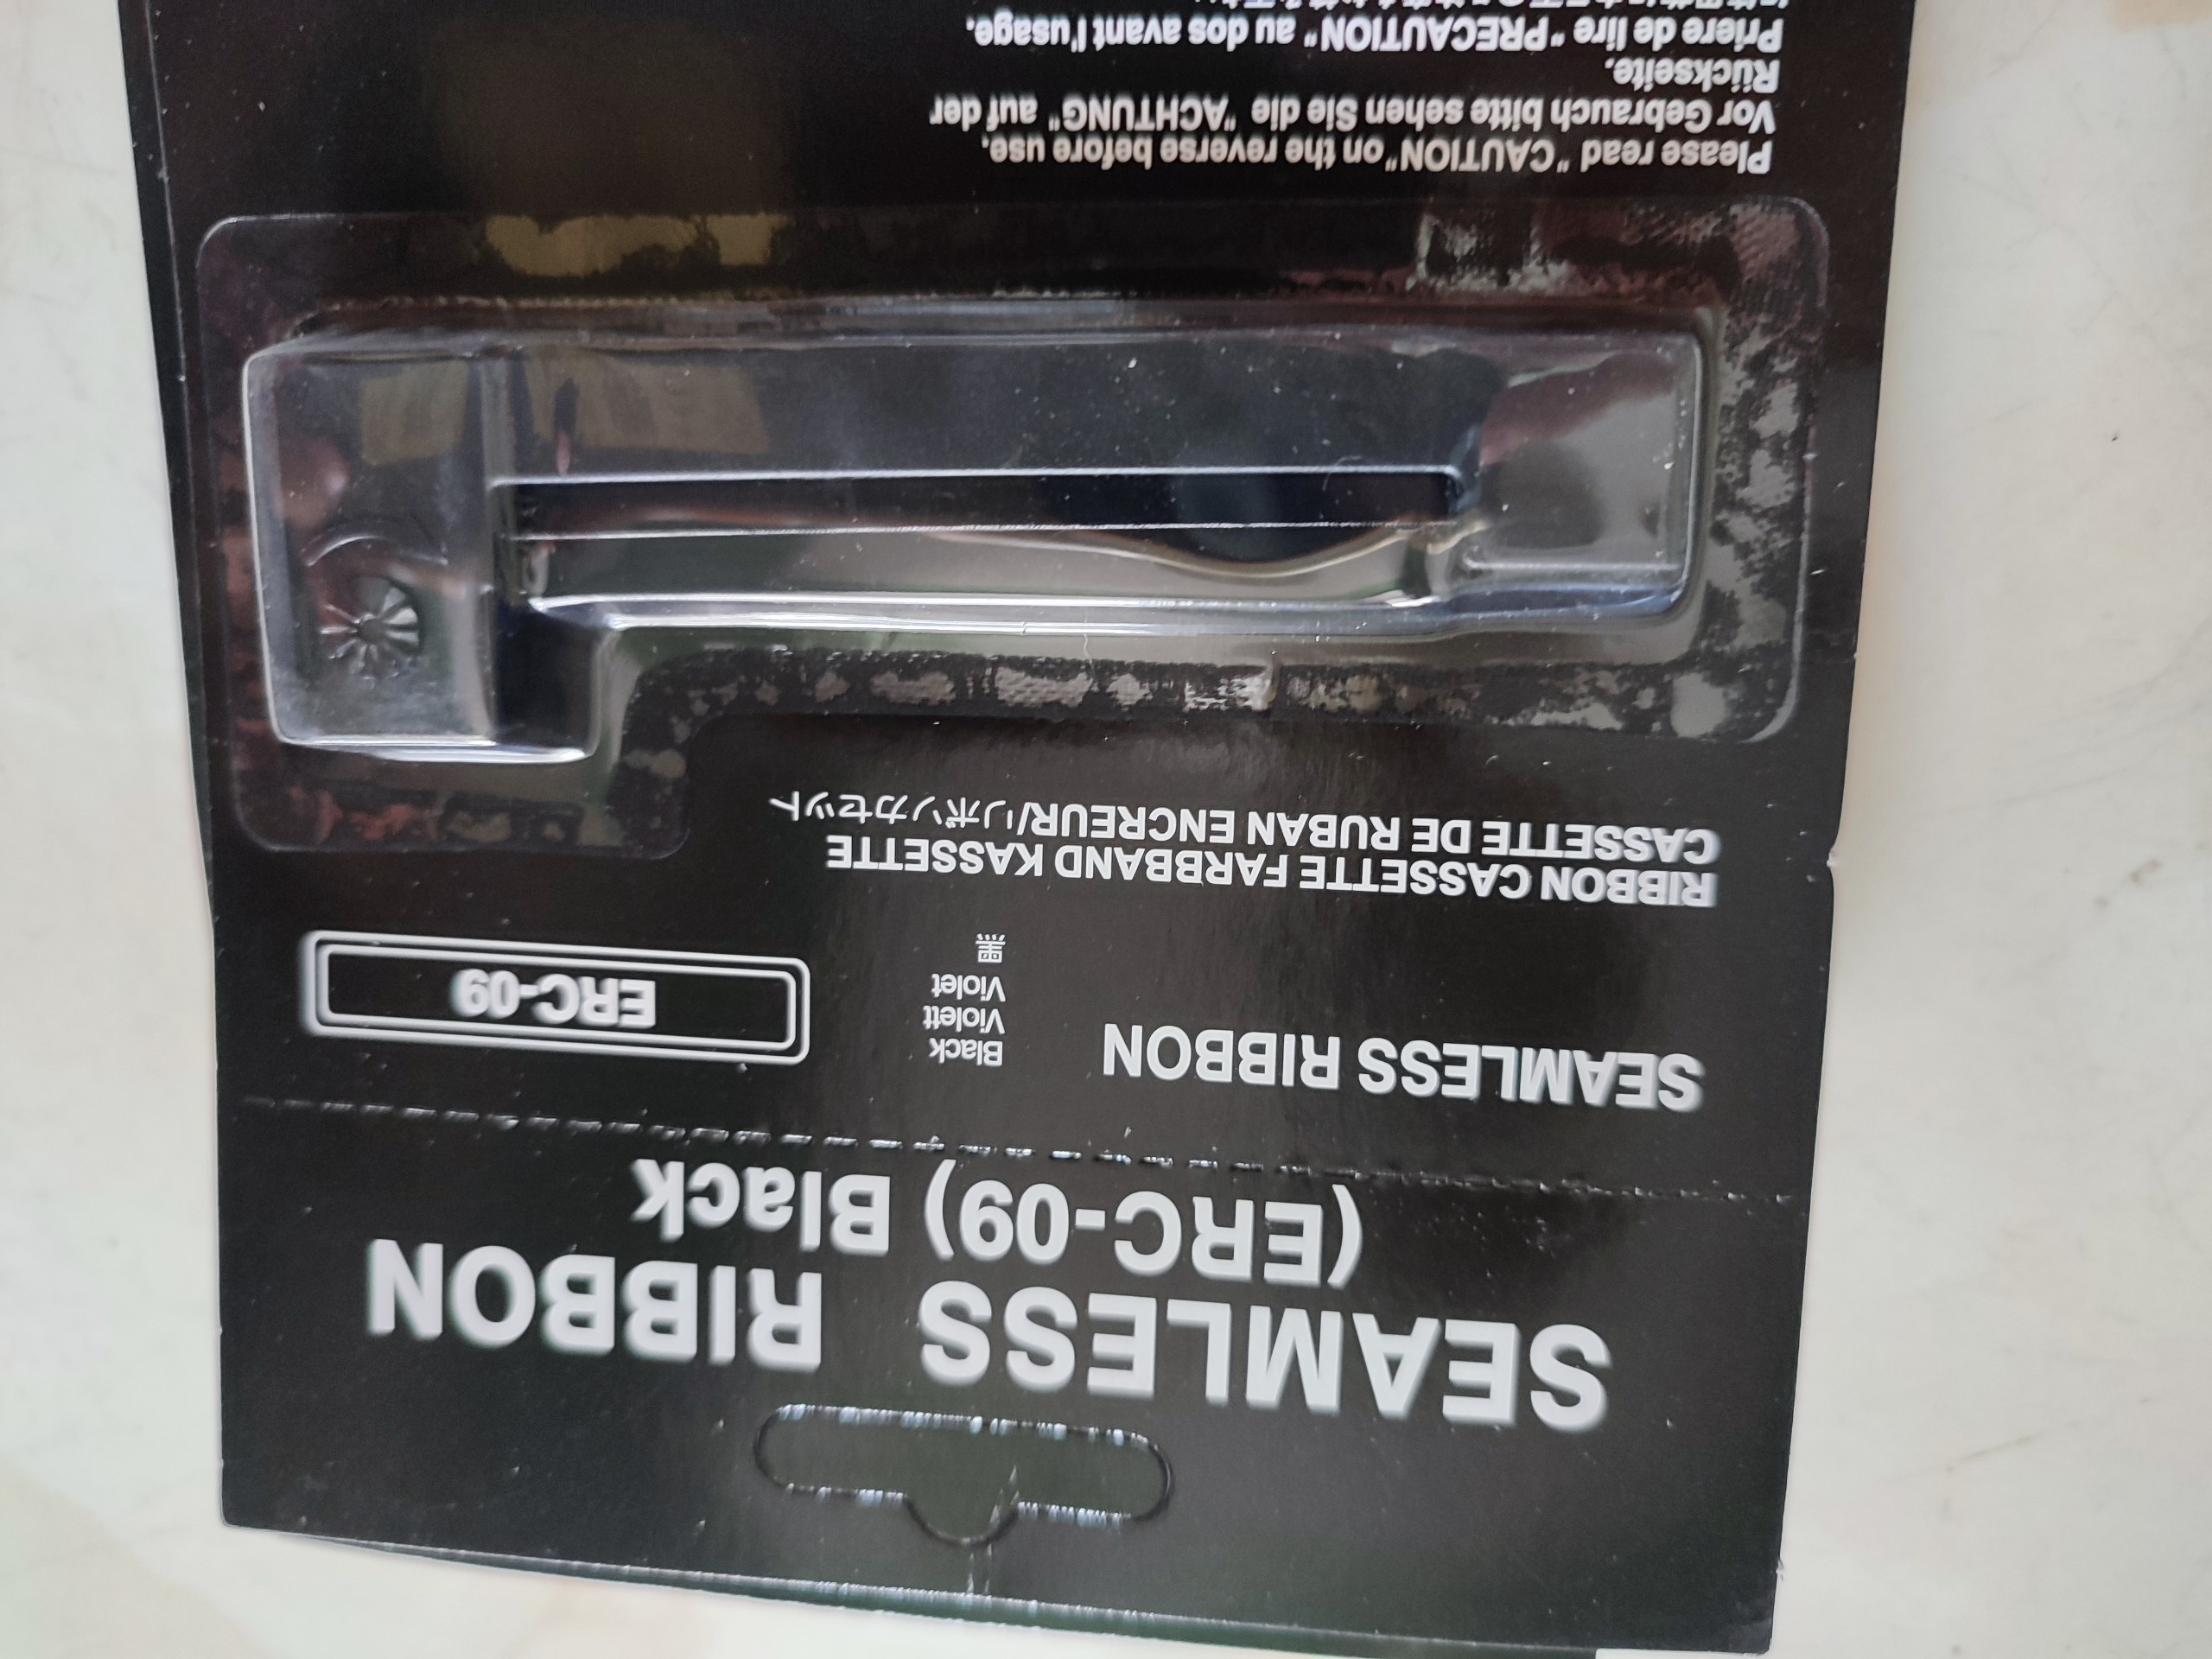 SEAMLESS RIBBON
(ERC-09) Black
SEAMLESS RIBBON
Black
Violett
Violet
黒
ERC-09
RIBBON CASSETTE FARBBAND KASSETTE
CASSETTE DE RUBAN ENCREUR/リボンカセット
Please read "CAUTION" on the reverse before use.
Vor Gebrauch bitte sehen Sie die "ACHTUNG" auf der
Rückseite.
Priere de lire "PRECAUTION" au dos avant l'usage.